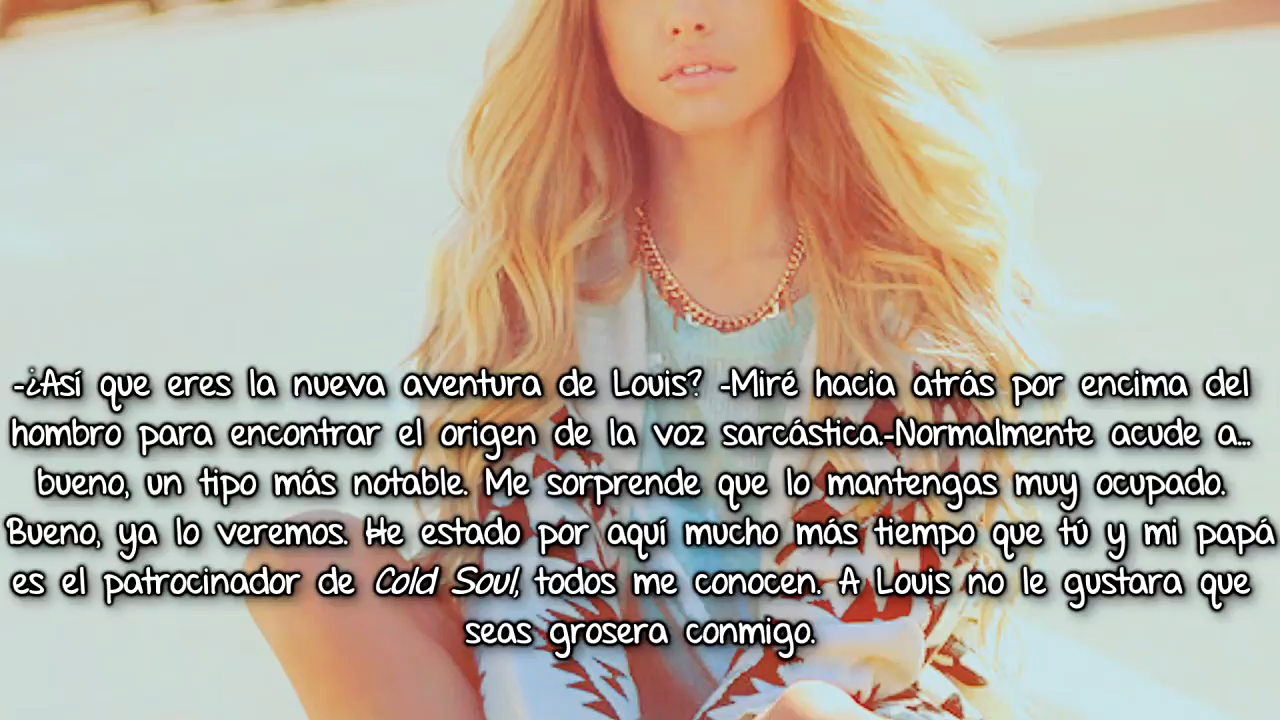 -¿Así que eres la nueva aventura de Louis? -Miré hacia atrás por encima del
hombro para encontrar el origen de la voz sarcástica.-Normalmente acude a...
bueno, un tipo más notable. Me sorprende que lo mantengas muy ocupado.
Bueno, ya lo veremos. He estado por aquí mucho más tiempo que tú y mi papá
es el patrocinador de Cold Soul, todos me conocen. A Louis no le gustara que
seas grosera conmigo.